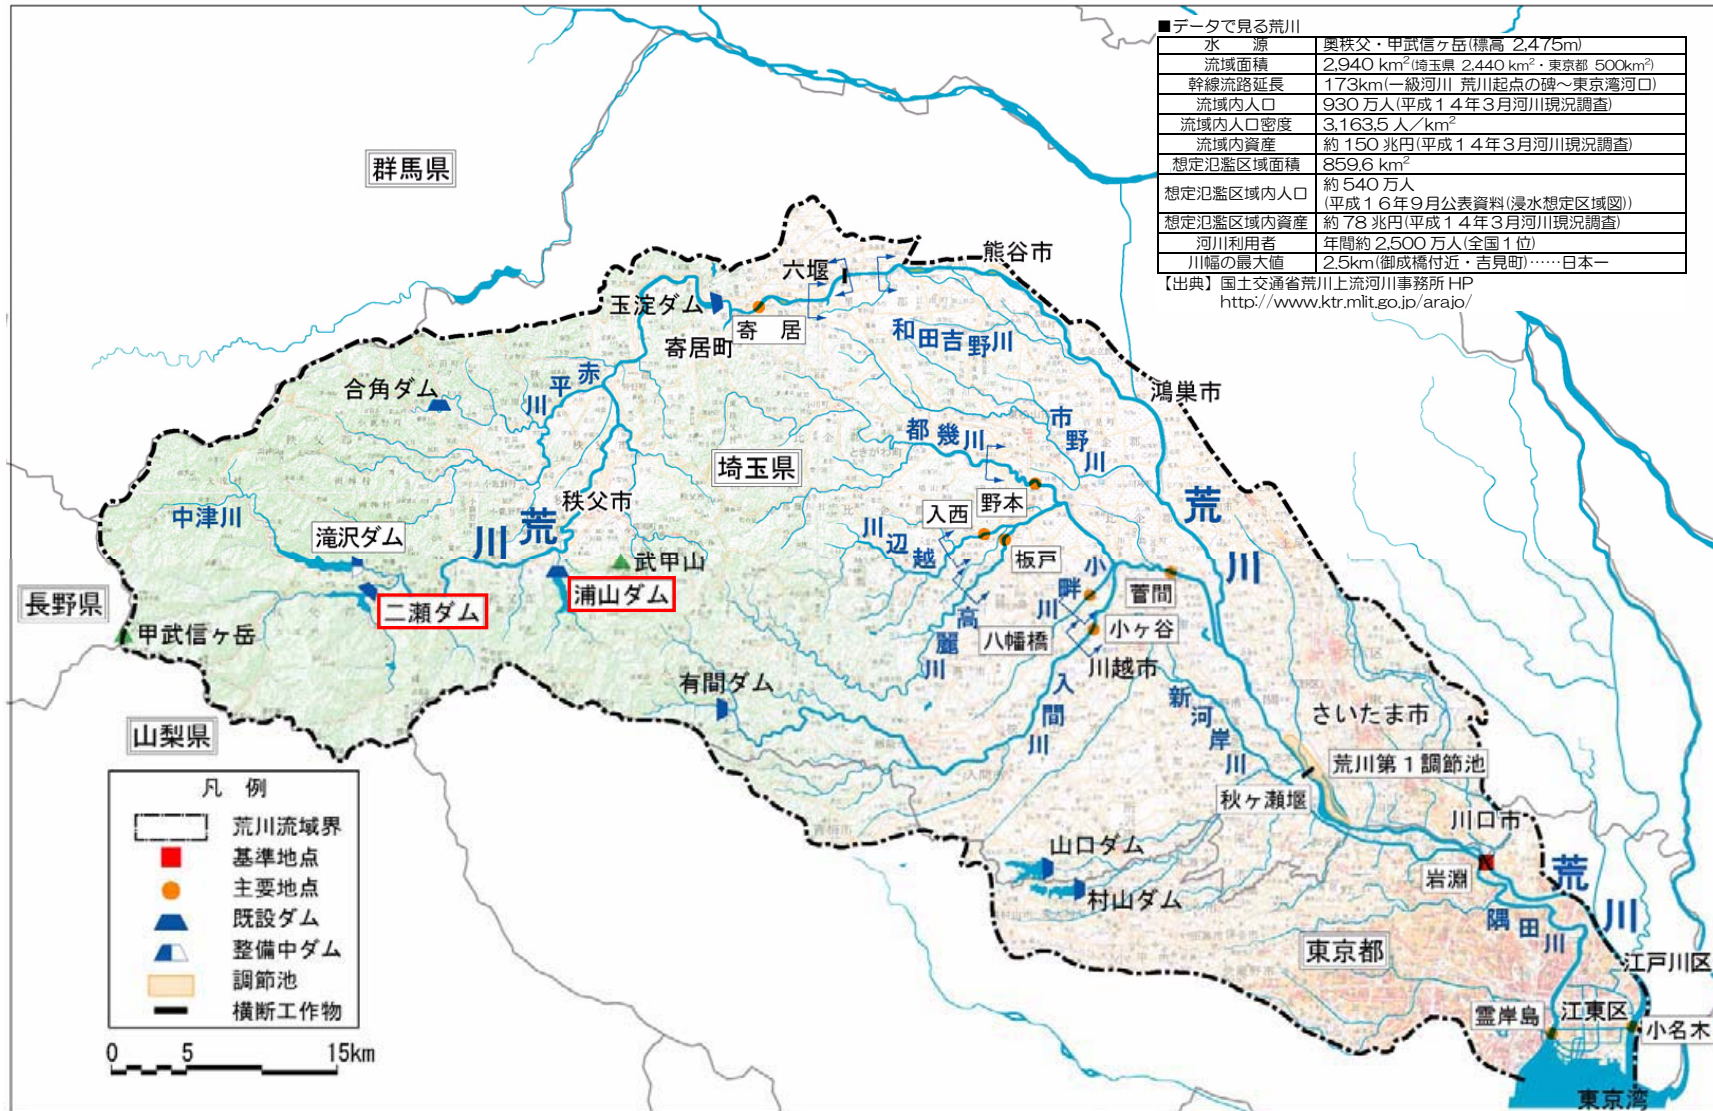 ■データで見る荒川
水 源 奥秩父・甲武信ヶ岳(標高 2,475m)
流域面積 2,940 km²(埼玉県 2,440 km²・東京都 500km²)
幹線流路延長 173km(一級河川 荒川起点の碑～東京湾河口)
流域内人口 930 万人(平成14年3月河川現況調査)
流域内人口密度 3,163,5 人／km²
流域内資産 約 150 兆円(平成14年3月河川現況調査)
想定氾濫区域面積 859.6 km²
想定氾濫区域内人口 約 540 万人
(平成16年9月公表資料(浸水想定区域図))
想定氾濫区域内資産 約 78 兆円(平成14年3月河川現況調査)
河川利用者 年間約 2,500 万人(全国1位)
川幅の最大値 2.5km(御成橋付近・吉見町)……日本一
【出典】国土交通省荒川上流河川事務所 HP
http://www.ktr.mlit.go.jp/arajo/
群馬県
熊谷市
六堰
玉淀ダム
寄 居
寄居町
和田吉野川
赤平川
合角ダム
鴻巣市
市野川
都幾川
埼玉県
秩父市
荒川
野本
入西
荒川
中津川
滝沢ダム
越辺川
板戸
武甲山
浦山ダム
二瀬ダム
長野県
甲武信ヶ岳
小畔川
菅間
高麗川
八幡橋
小ヶ谷
川越市
有間ダム
入間川
新河岸川
さいたま市
山梨県
荒川第1調節池
秋ヶ瀬堰
川口市
山口ダム
村山ダム
岩淵
荒川
隅田川
東京都
江戸川区
江東区
霊岸島
小名木
東京湾
凡 例
荒川流域界
基準地点
主要地点
既設ダム
整備中ダム
調節池
横断工作物
0 5 15km